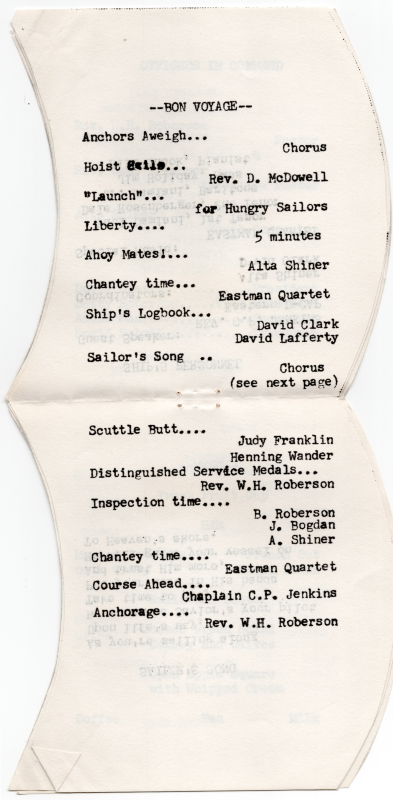 --BON VOYAGE--
Anchors Aweigh...
Chorus
Hoist Sails...
Rev. D. McDowell
"Launch"...
for Hungry Sailors
Liberty....
5 minutes
Ahoy Mates!...
Alta Shiner
Chantey time...
Eastman Quartet
Ship's Logbook...
David Clark
David Lafferty
Sailor's Song ..
Chorus
(see next page)
Scuttle Butt....
Judy Franklin
Henning Wander
Distinguished Service Medals...
Rev. W.H. Roberson
Inspection time....
B. Roberson
J. Bogdan
A. Shiner
Chantey time....
Eastman Quartet
Course Ahead....
Chaplain C.P. Jenkins
Anchorage....
Rev. W.H. Roberson